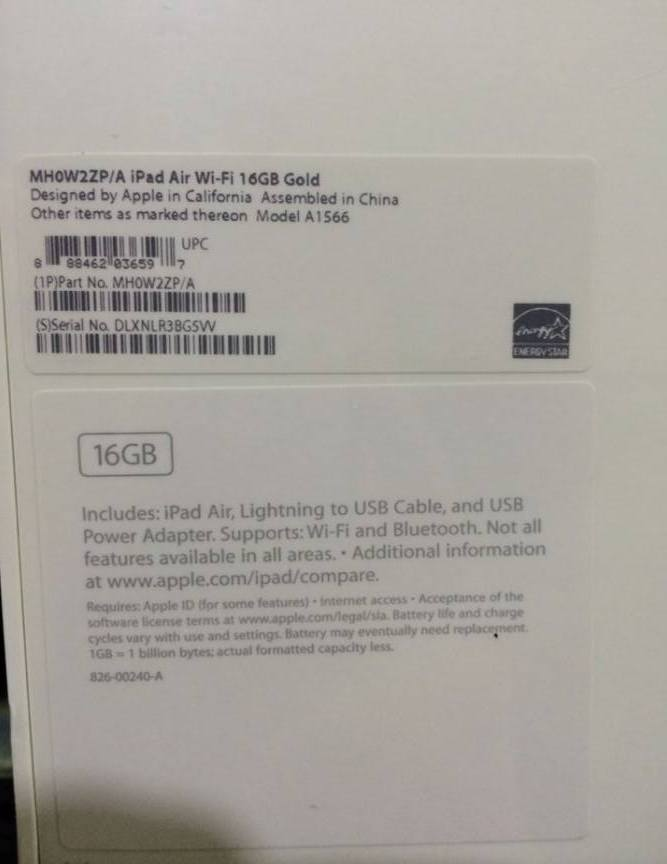 MH0W2ZP/A iPad Air Wi-Fi 16GB Gold
Designed by Apple in California Assembled in China
Other items as marked thereon Model A1566
UPC
8 88462 03659 7
(1P)Part No. MH0W2ZP/A
(S)Serial No. DLXNLR3BG5VV
energy
ENERGY STAR
16GB
Includes: iPad Air, Lightning to USB Cable, and USB
Power Adapter. Supports: Wi-Fi and Bluetooth. Not all
features available in all areas. • Additional information
at www.apple.com/ipad/compare.
Requires: Apple ID (for some features) • Internet access • Acceptance of the
software license terms at www.apple.com/legal/sla. Battery life and charge
cycles vary with use and settings. Battery may eventually need replacement.
1GB = 1 billion bytes; actual formatted capacity less.
826-00240-A